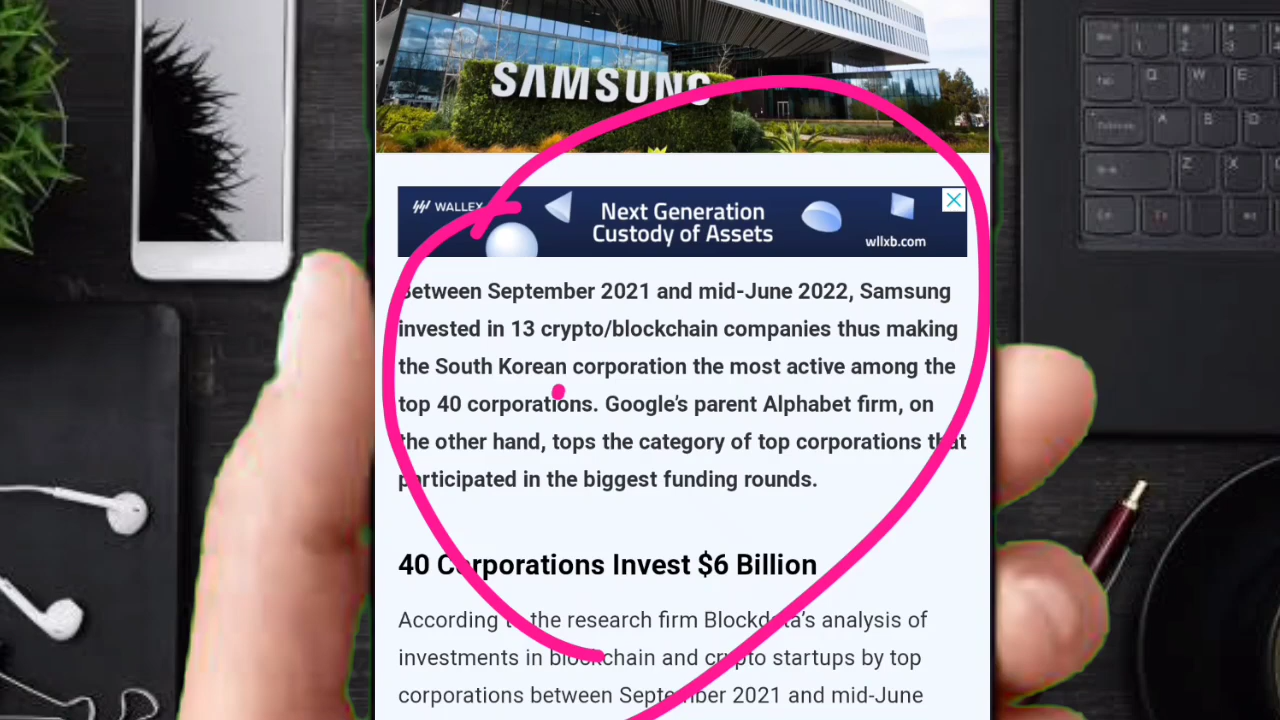 SAMSUNG
WALLEX
Next Generation
Custody of Assets
wllxb.com
Between September 2021 and mid-June 2022, Samsung
invested in 13 crypto/blockchain companies thus making
the South Korean corporation the most active among the
top 40 corporations. Google's parent Alphabet firm, on
the other hand, tops the category of top corporations that
participated in the biggest funding rounds.
40 Corporations Invest $6 Billion
According to the research firm Blockdata's analysis of
investments in blockchain and crypto startups by top
corporations between September 2021 and mid-June